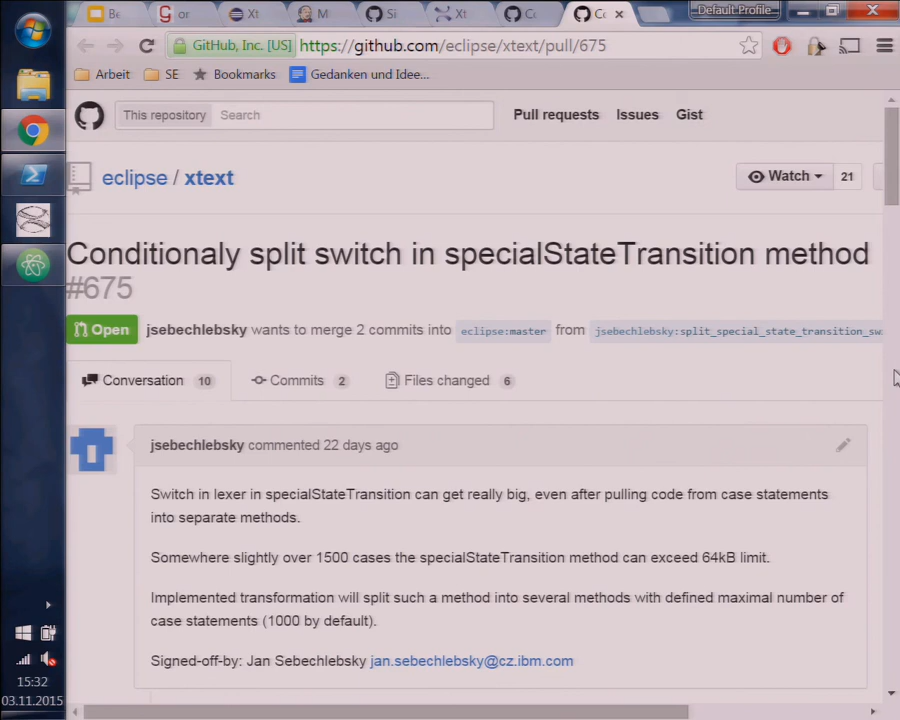 Be
or
Xt
M
Si
Xt
Co
Co
Default Profile
GitHub, Inc. [US]
https://github.com/eclipse/xtext/pull/675
Arbeit
SE
Bookmarks
Gedanken und Idee...
This repository
Search
Pull requests
Issues
Gist
eclipse / xtext
Watch
21
Conditionaly split switch in specialStateTransition method
#675
Open
jsebechlebsky wants to merge 2 commits into eclipse:master from jsebechlebsky:split_special_state_transition_sw
Conversation 10
Commits 2
Files changed 6
jsebechlebsky commented 22 days ago
Switch in lexer in specialStateTransition can get really big, even after pulling code from case statements
into separate methods.
Somewhere slightly over 1500 cases the specialStateTransition method can exceed 64kB limit.
Implemented transformation will split such a method into several methods with defined maximal number of
case statements (1000 by default).
Signed-off-by: Jan Sebechlebsky jan.sebechlebsky@cz.ibm.com
15:32
03.11.2015